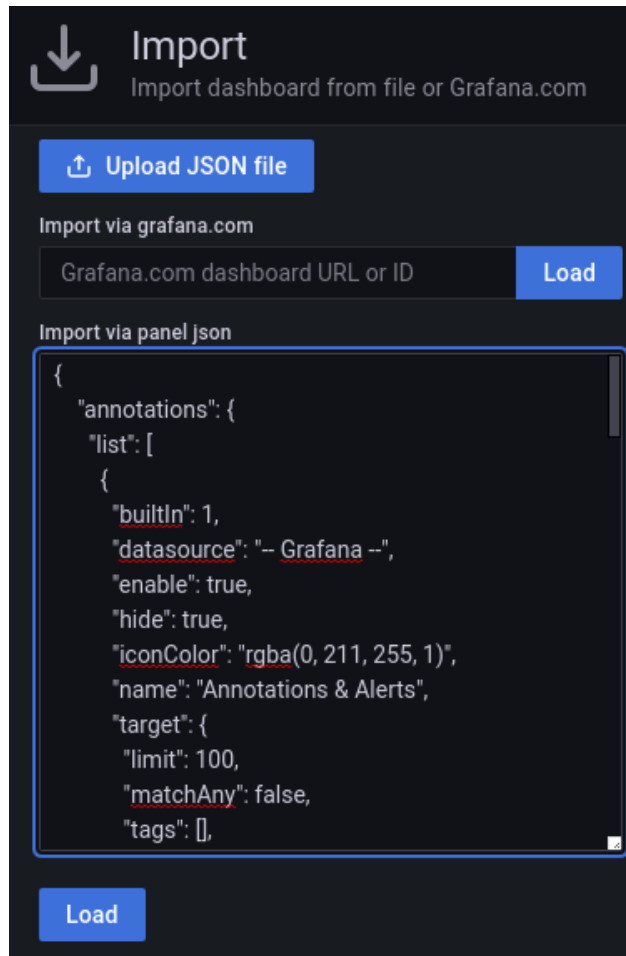 Import
Import dashboard from file or Grafana.com
Upload JSON file
Import via grafana.com
Grafana.com dashboard URL or ID
Load
Import via panel json
{
"annotations": {
"list": [
{
"builtIn": 1,
"datasource": "-- Grafana --",
"enable": true,
"hide": true,
"iconColor": "rgba(0, 211, 255, 1)",
"name": "Annotations & Alerts",
"target": {
"limit": 100,
"matchAny": false,
"tags": [],
Load